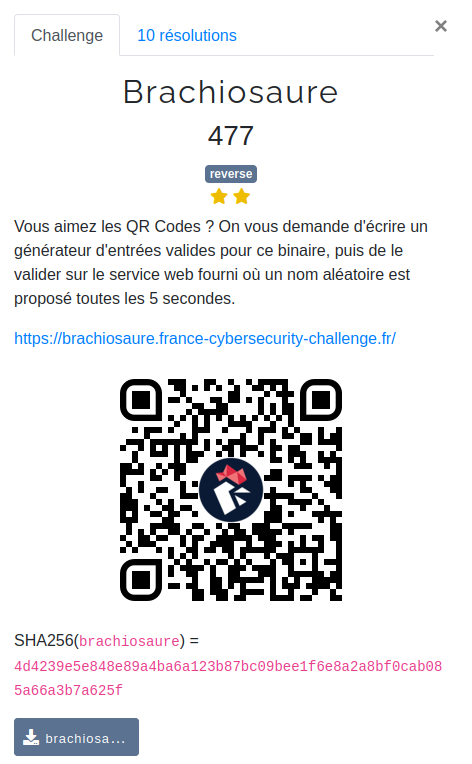 Challenge
10 résolutions
×
Brachiosaure
477
reverse
Vous aimez les QR Codes ? On vous demande d'écrire un
générateur d'entrées valides pour ce binaire, puis de le
valider sur le service web fourni où un nom aléatoire est
proposé toutes les 5 secondes.
https://brachiosaure.france-cybersecurity-challenge.fr/
SHA256(brachiosaure) =
4d4239e5e848e89a4ba6a123b87bc09bee1f6e8a2a8bf0cab08
5a66a3b7a625f
brachiosa...